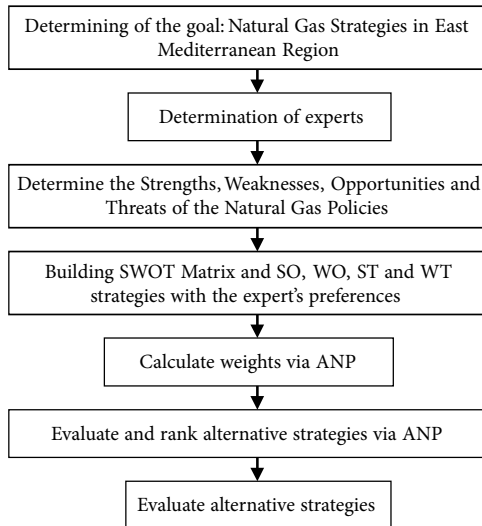 Determining of the goal: Natural Gas Strategies in East
Mediterranean Region
Determination of experts
Determine the Strengths, Weaknesses, Opportunities and
Threats of the Natural Gas Policies
Building SWOT Matrix and SO, WO, ST and WT
strategies with the expert's preferences
Calculate weights via ANP
Evaluate and rank alternative strategies via ANP
Evaluate alternative strategies